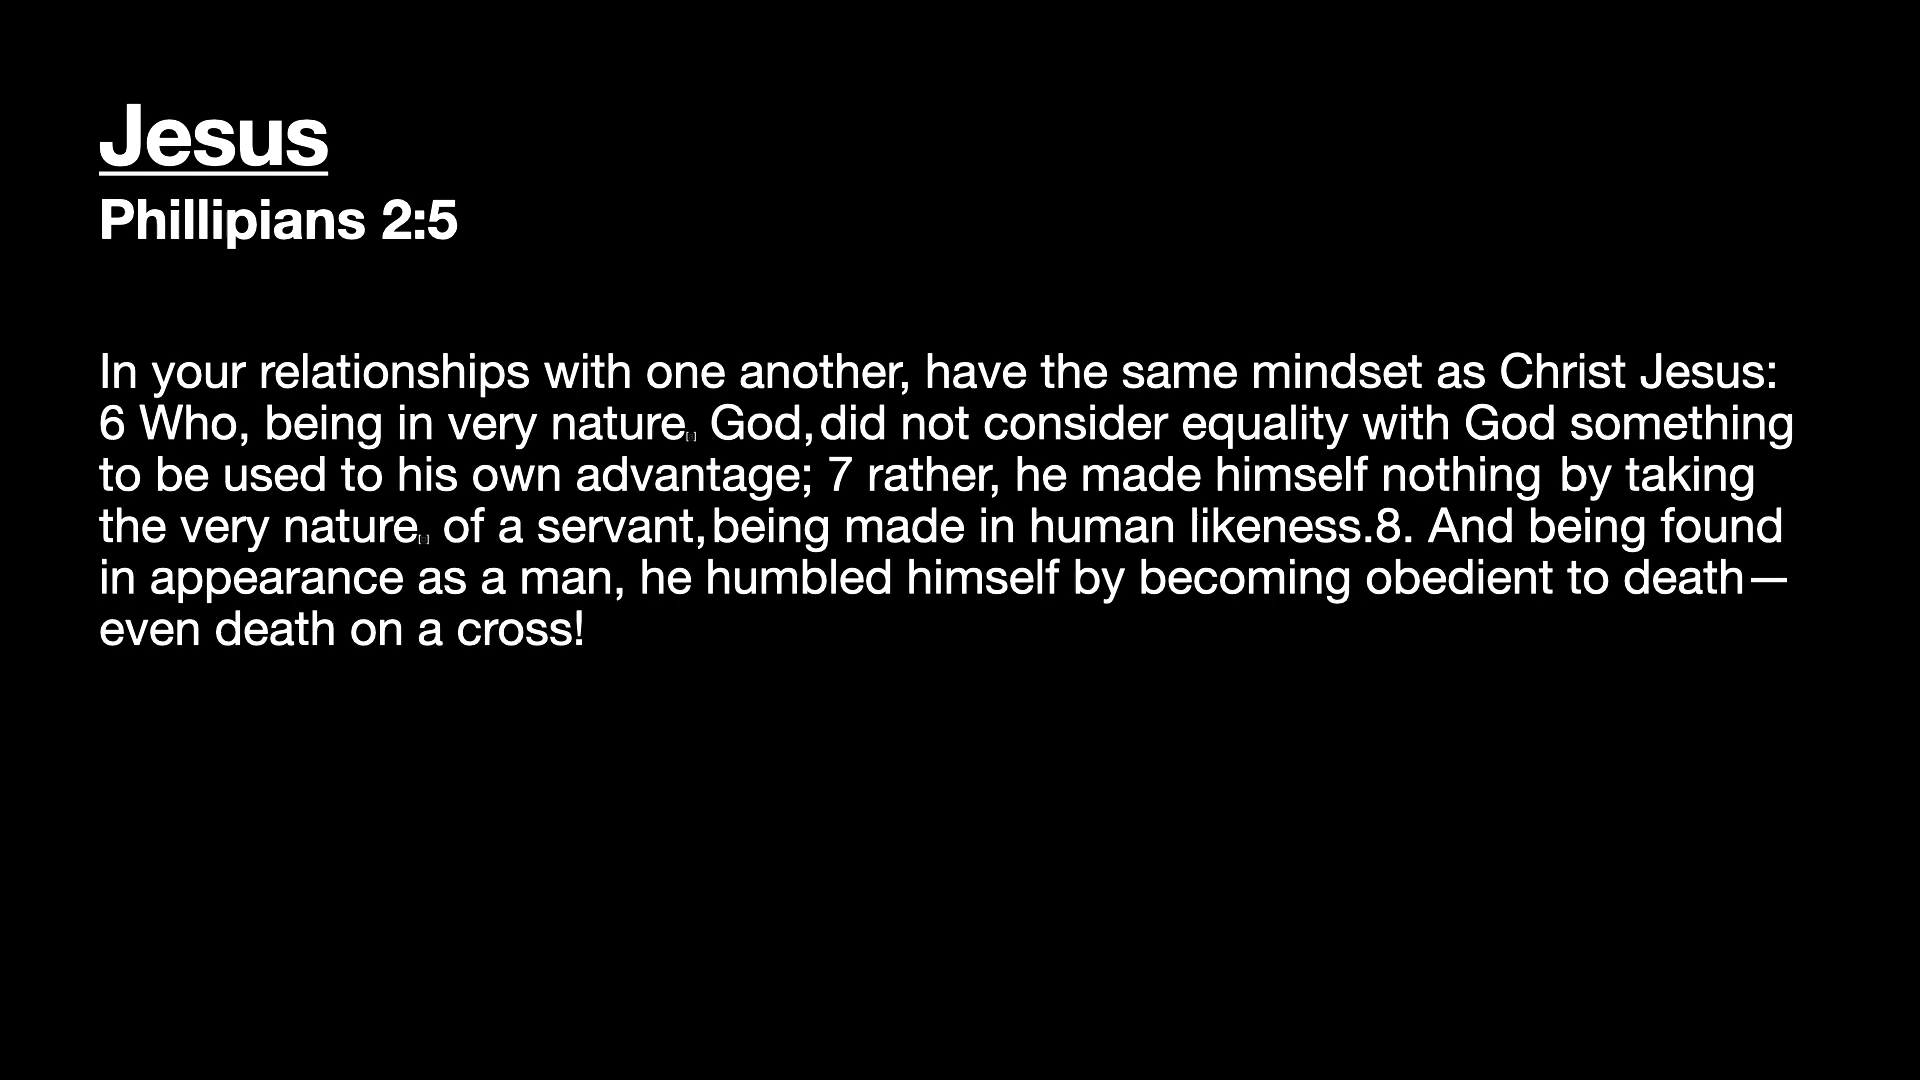 Jesus
Phillipians 2:5
In your relationships with one another, have the same mindset as Christ Jesus:
6 Who, being in very nature[ ] God, did not consider equality with God something
to be used to his own advantage; 7 rather, he made himself nothing by taking
the very nature[ ] of a servant, being made in human likeness.8. And being found
in appearance as a man, he humbled himself by becoming obedient to death—
even death on a cross!